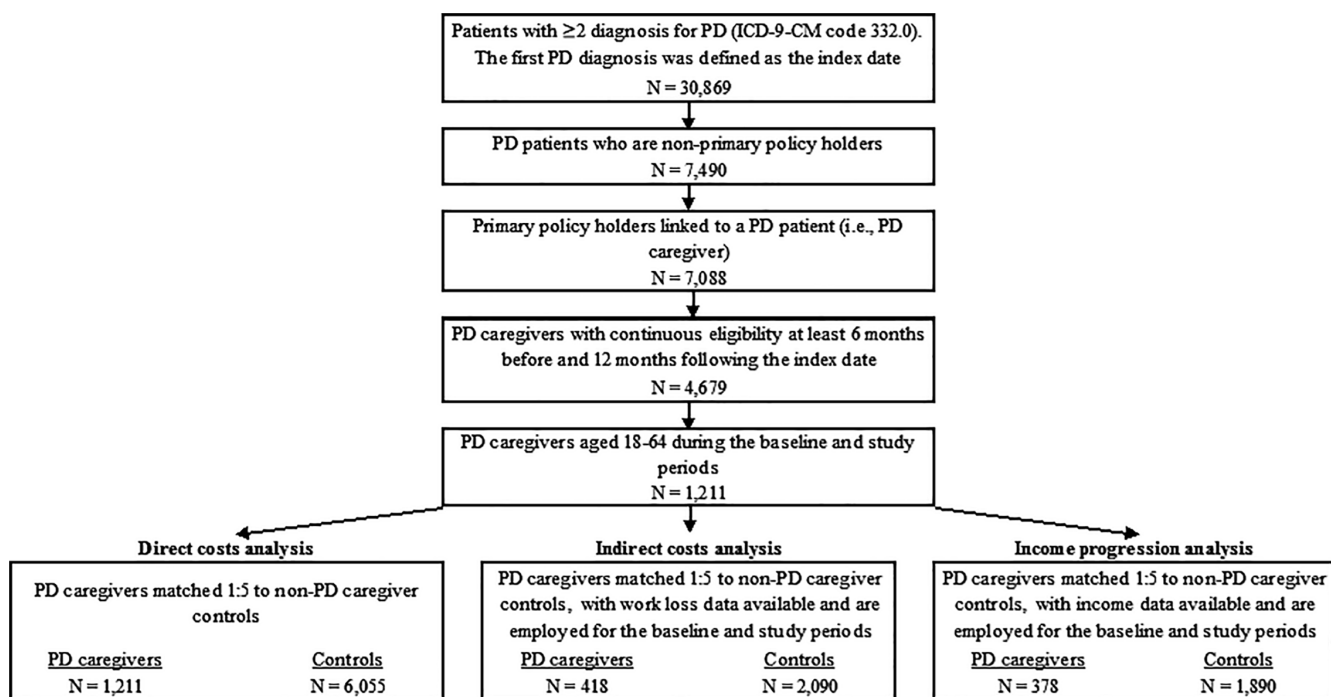 Patients with ≥2 diagnosis for PD (ICD-9-CM code 332.0).
The first PD diagnosis was defined as the index date
N = 30,869
PD patients who are non-primary policy holders
N = 7,490
Primary policy holders linked to a PD patient (i.e., PD
caregiver)
N = 7,088
PD caregivers with continuous eligibility at least 6 months
before and 12 months following the index date
N = 4,679
PD caregivers aged 18-64 during the baseline and study
periods
N = 1,211
Direct costs analysis
PD caregivers matched 1:5 to non-PD caregiver
controls
PD caregivers Controls
N = 1,211 N = 6,055
Indirect costs analysis
PD caregivers matched 1:5 to non-PD caregiver
controls, with work loss data available and are
employed for the baseline and study periods
PD caregivers Controls
N = 418 N = 2,090
Income progression analysis
PD caregivers matched 1:5 to non-PD caregiver
controls, with income data available and are
employed for the baseline and study periods
PD caregivers Controls
N = 378 N = 1,890